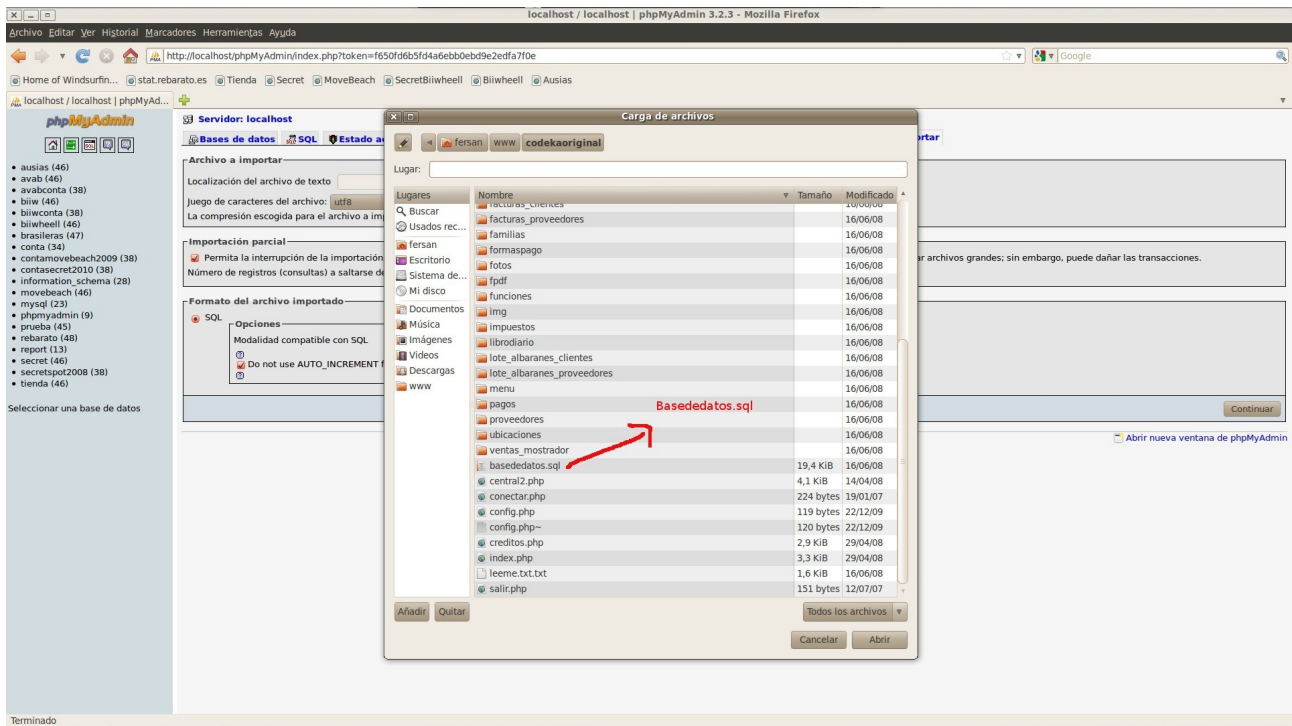 localhost / localhost | phpMyAdmin 3.2.3 - Mozilla Firefox
Archivo Editar Ver Historial Marcadores Herramientas Ayuda
http://localhost/phpMyAdmin/index.php?token=f650fd6b5fd4a6ebb0ebd9e2edfa7f0e
Google
Home of Windsurfin... stat.rebarato.es Tienda Secret MoveBeach SecretBiiwheell Biiwheell Ausias
localhost / localhost | phpMyAd...
phpMyAdmin
SQL
ausias (46)
avab (46)
avabconta (38)
biiw (46)
biiwconta (38)
biiwheell (46)
brasileras (47)
conta (34)
contamovebeach2009 (38)
contasecret2010 (38)
information_schema (28)
movebeach (46)
mysql (23)
phpmyadmin (9)
prueba (45)
rebarato (48)
report (13)
secret (46)
secretspot2008 (38)
tienda (46)
Seleccionar una base de datos
Servidor: localhost
Bases de datos SQL Estado a
ortar
Archivo a importar
Localización del archivo de texto
Juego de caracteres del archivo: utf8
La compresión escogida para el archivo a im
Importación parcial
Permita la interrupción de la importación
ar archivos grandes; sin embargo, puede dañar las transacciones.
Número de registros (consultas) a saltarse de
Formato del archivo importado
SQL
Opciones
Modalidad compatible con SQL
Do not use AUTO_INCREMENT f
Continuar
Abrir nueva ventana de phpMyAdmin
Carga de archivos
fersan www codekaoriginal
Lugar:
Lugares
Buscar
Usados rec...
fersan
Escritorio
Sistema de...
Mi disco
Documentos
Música
Imágenes
Videos
Descargas
www
Nombre Tamaño Modificado
facturas_clientes 16/06/08
facturas_proveedores 16/06/08
familias 16/06/08
formaspago 16/06/08
fotos 16/06/08
fpdf 16/06/08
funciones 16/06/08
img 16/06/08
impuestos 16/06/08
librodiario 16/06/08
lote_albaranes_clientes 16/06/08
lote_albaranes_proveedores 16/06/08
menu 16/06/08
pagos 16/06/08
Basededatos.sql
proveedores 16/06/08
ubicaciones 16/06/08
ventas_mostrador 16/06/08
basededatos.sql 19,4 KiB 16/06/08
central2.php 4,1 KiB 14/04/08
conectar.php 224 bytes 19/01/07
config.php 119 bytes 22/12/09
config.php~ 120 bytes 22/12/09
creditos.php 2,9 KiB 29/04/08
index.php 3,3 KiB 29/04/08
leeme.txt.txt 1,6 KiB 16/06/08
salir.php 151 bytes 12/07/07
Añadir Quitar
Todos los archivos
Cancelar Abrir
Terminado